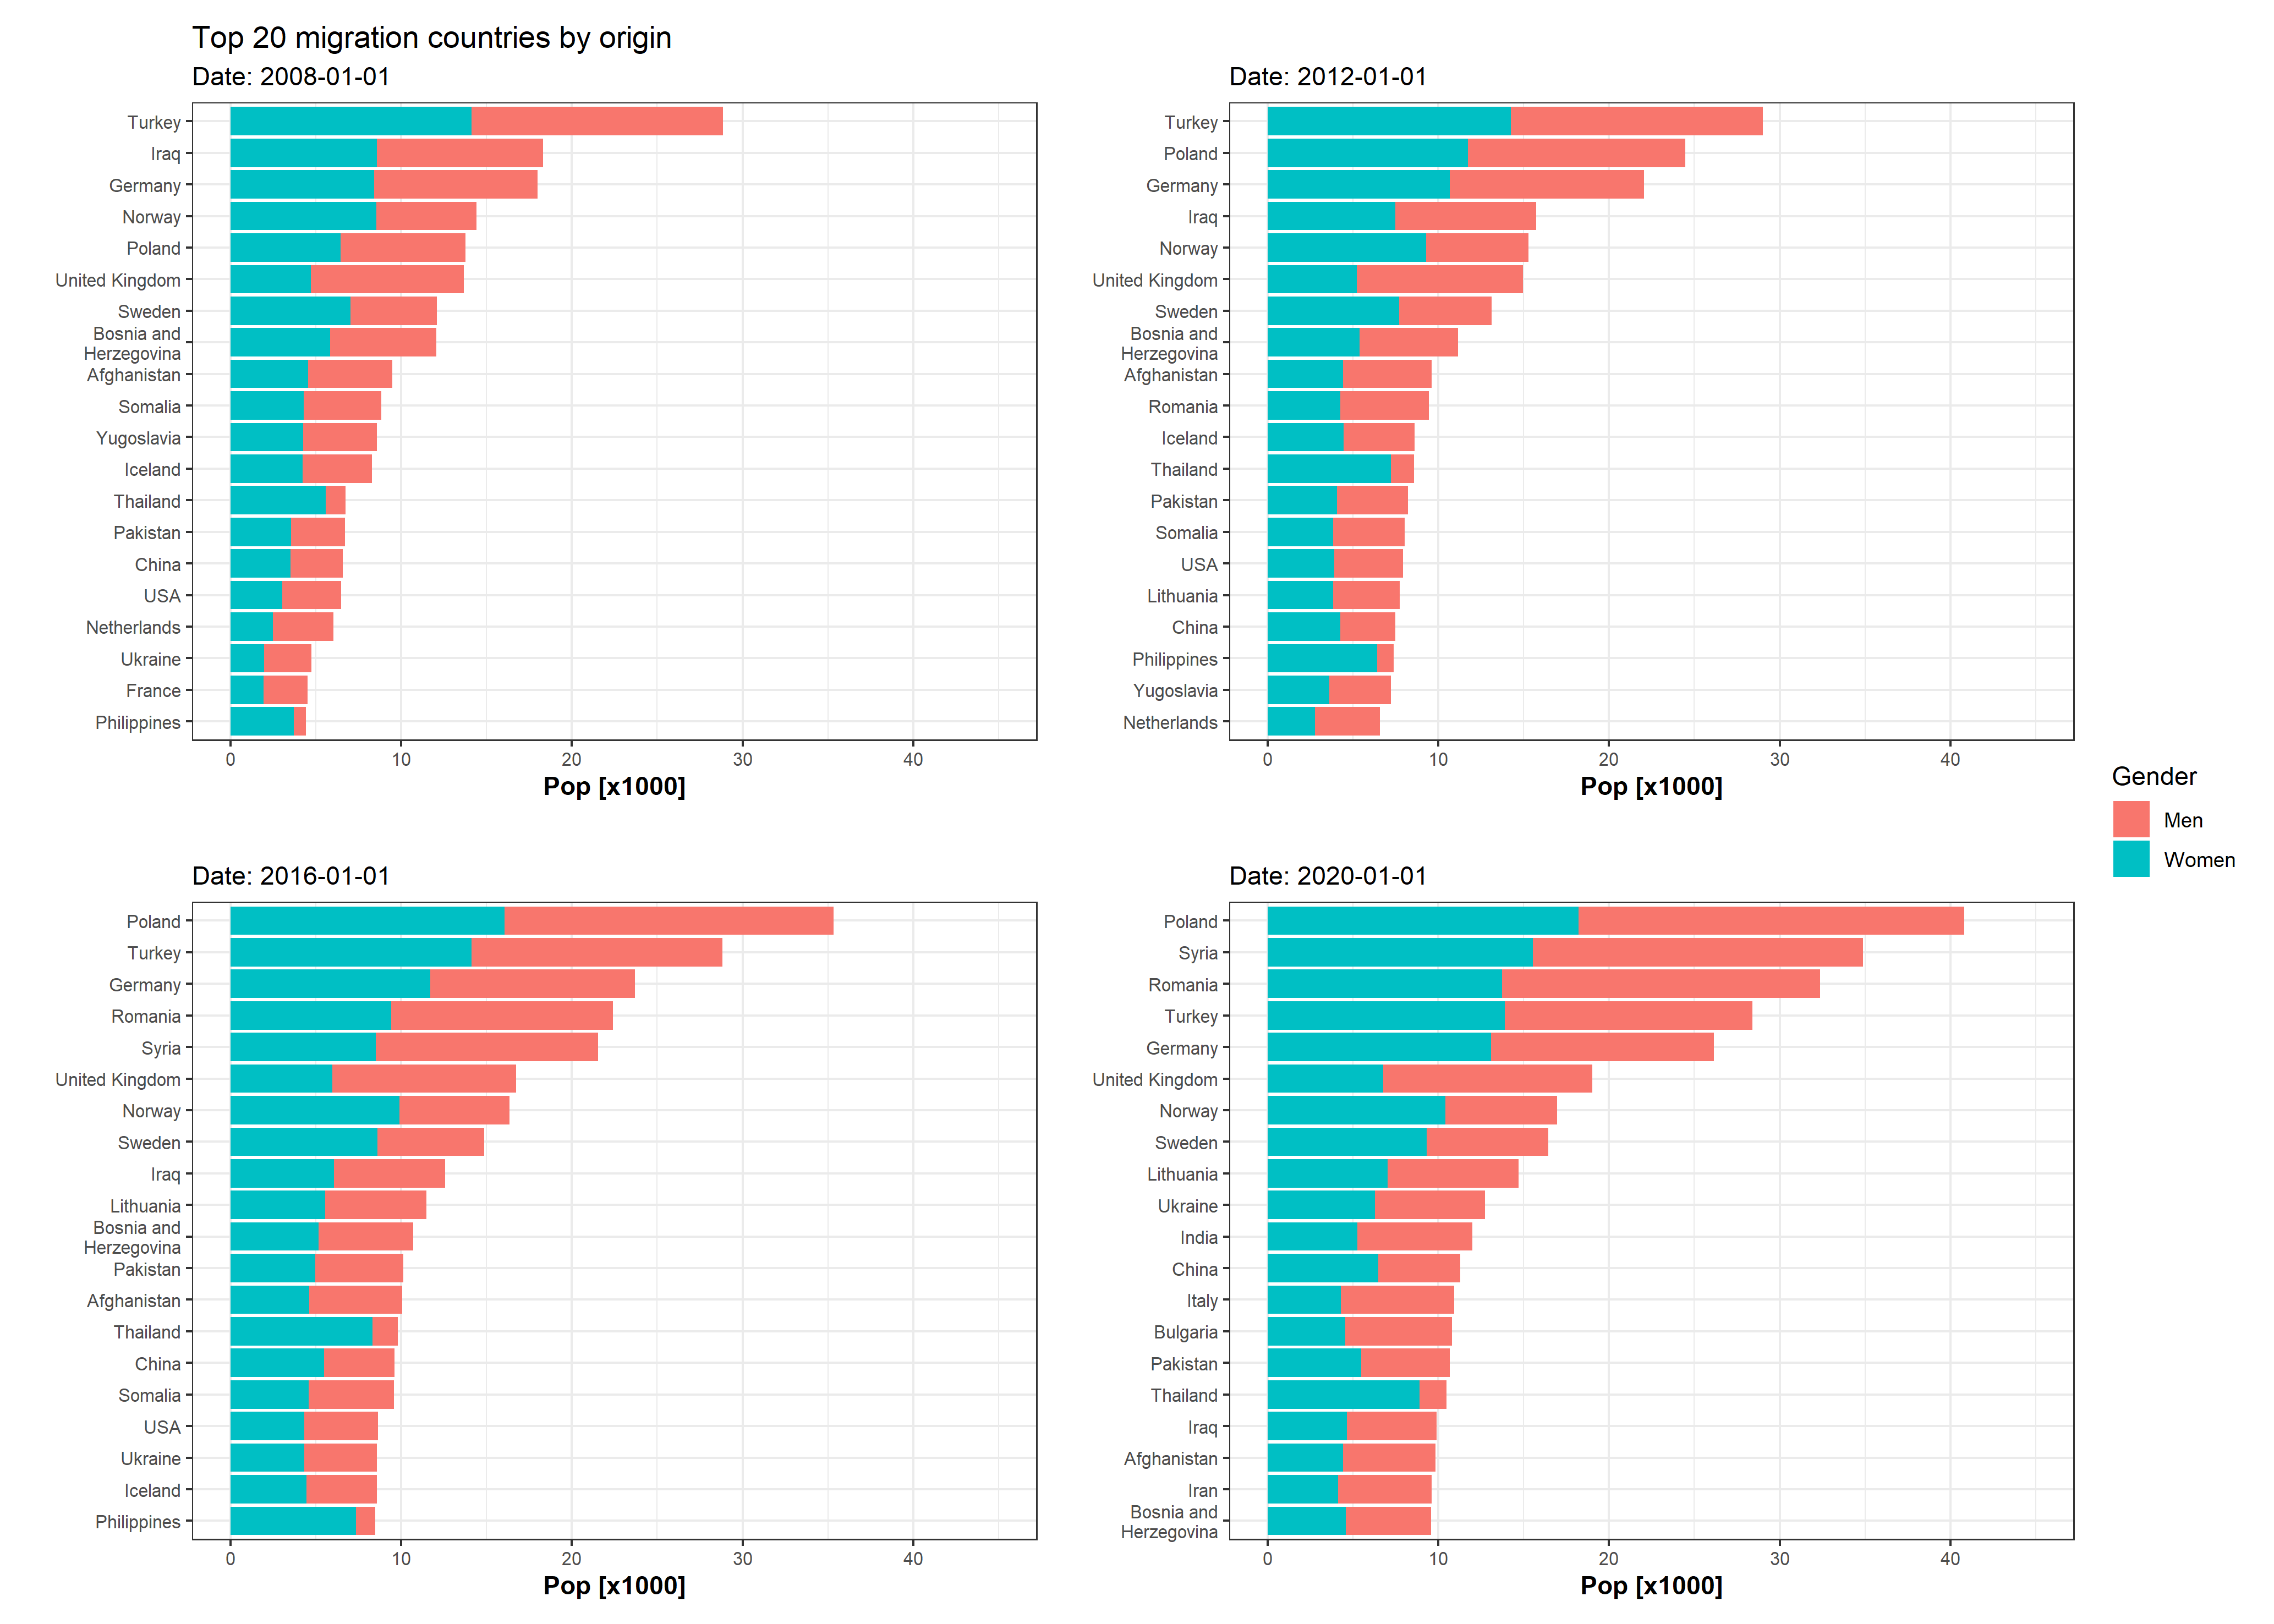 Top 20 migration countries by origin
Date: 2008-01-01
Turkey
Iraq
Germany
Norway
Poland
United Kingdom
Sweden
Bosnia and
Herzegovina
Afghanistan
Somalia
Yugoslavia
Iceland
Thailand
Pakistan
China
USA
Netherlands
Ukraine
France
Philippines
0 10 20 30 40
Pop [x1000]
Date: 2012-01-01
Turkey
Poland
Germany
Iraq
Norway
United Kingdom
Sweden
Bosnia and
Herzegovina
Afghanistan
Romania
Iceland
Thailand
Pakistan
Somalia
USA
Lithuania
China
Philippines
Yugoslavia
Netherlands
0 10 20 30 40
Pop [x1000]
Gender
Men
Women
Date: 2016-01-01
Poland
Turkey
Germany
Romania
Syria
United Kingdom
Norway
Sweden
Iraq
Lithuania
Bosnia and
Herzegovina
Pakistan
Afghanistan
Thailand
China
Somalia
USA
Ukraine
Iceland
Philippines
0 10 20 30 40
Pop [x1000]
Date: 2020-01-01
Poland
Syria
Romania
Turkey
Germany
United Kingdom
Norway
Sweden
Lithuania
Ukraine
India
China
Italy
Bulgaria
Pakistan
Thailand
Iraq
Afghanistan
Iran
Bosnia and
Herzegovina
0 10 20 30 40
Pop [x1000]